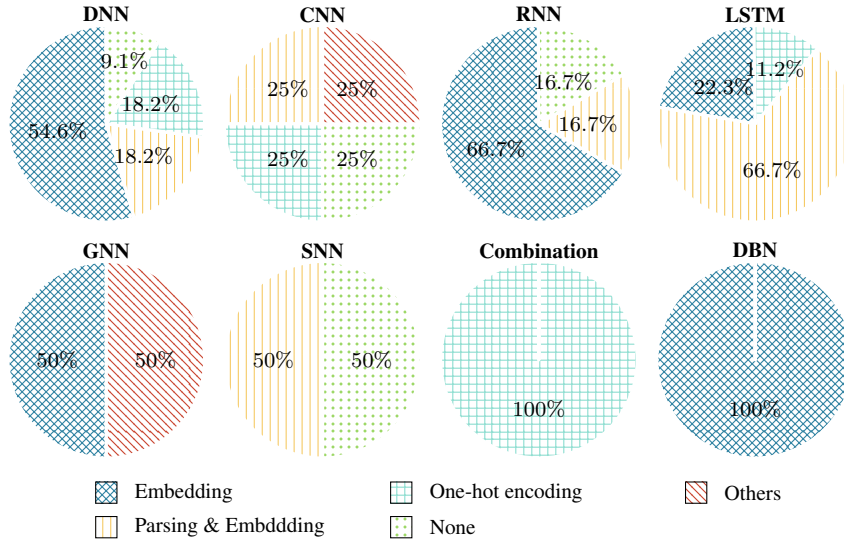 DNN CNN RNN LSTM
9.1% 18.2% 54.6% 18.2%
25% 25% 25% 25%
16.7% 16.7% 66.7%
11.2% 22.3% 66.7%
GNN SNN Combination DBN
50% 50%
50% 50%
100%
100%
Embedding One-hot encoding Others
Parsing & Embdddding None